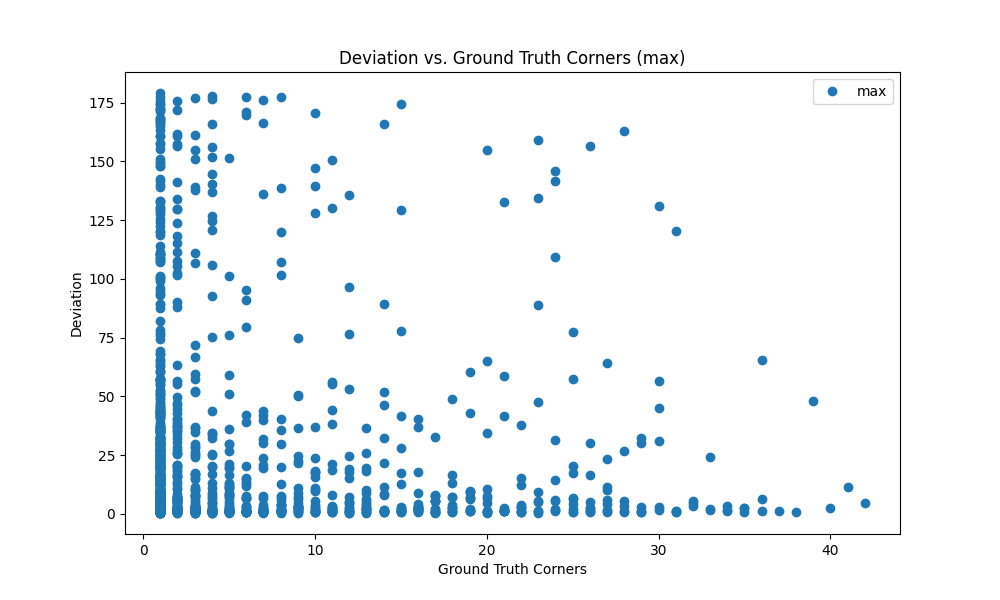 Deviation vs. Ground Truth Corners (max)
max
175
150
125
100
75
50
25
0
Deviation
0 10 20 30 40
Ground Truth Corners